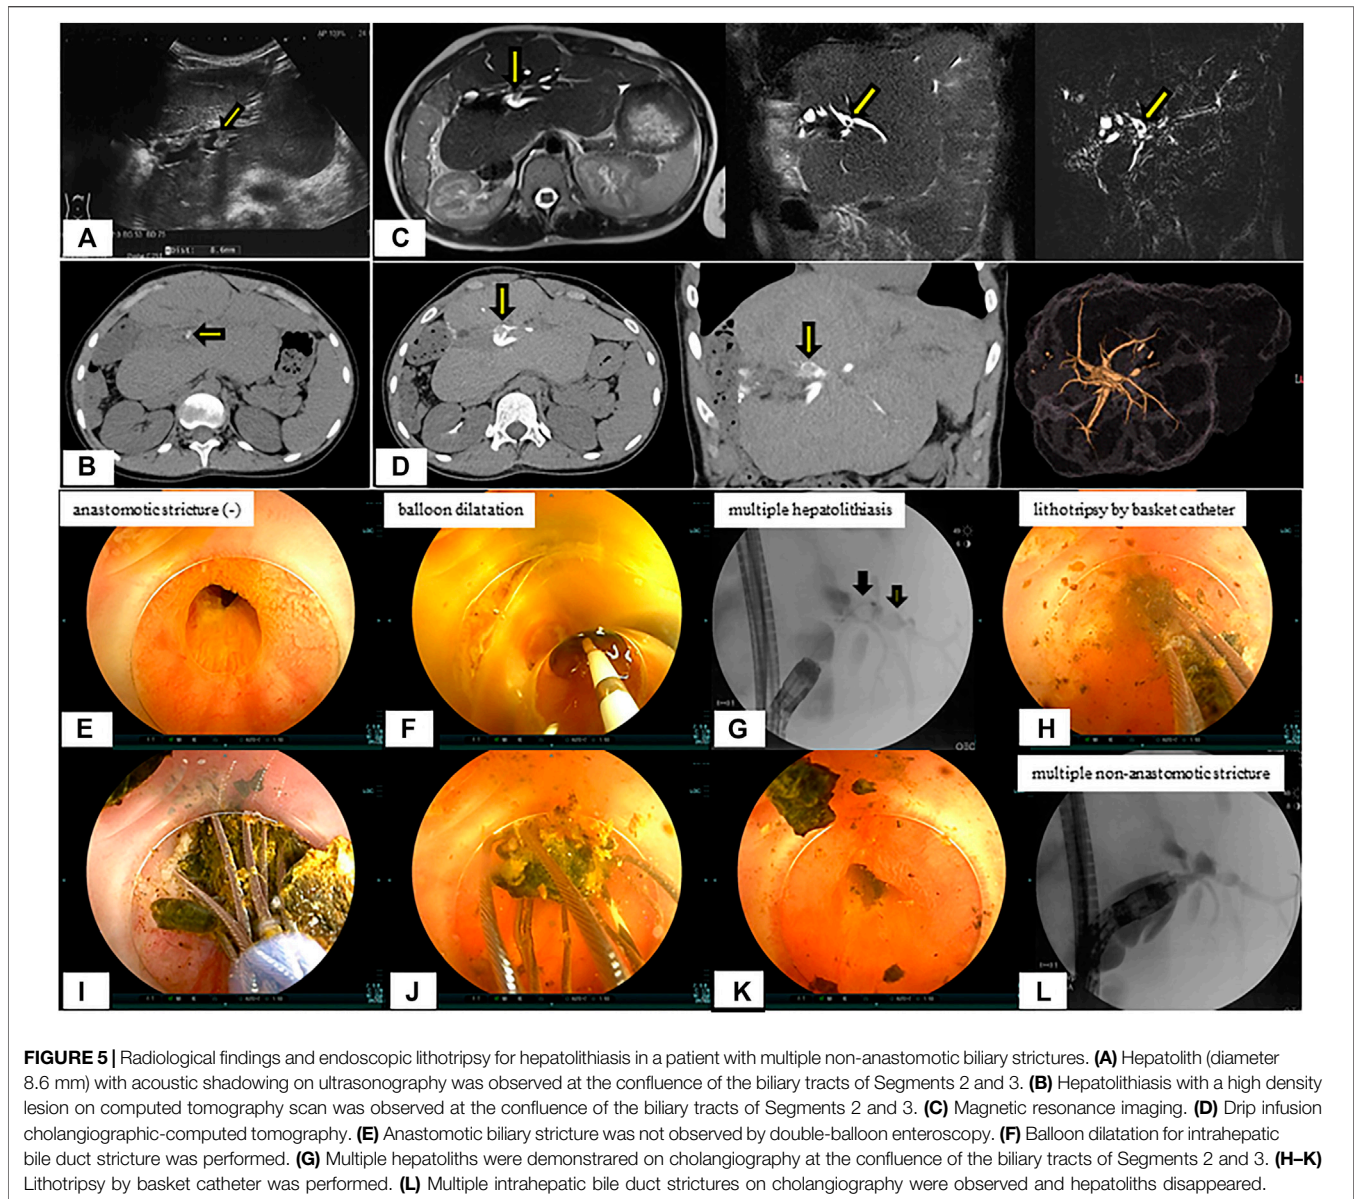 A
Dist: 8.6mm
C
B
D
anastomotic stricture (-)
balloon dilatation
multiple hepatolithiasis
lithotripsy by basket catheter
E
F
G
H
multiple non-anastomotic stricture
I
J
K
L
FIGURE 5 | Radiological findings and endoscopic lithotripsy for hepatolithiasis in a patient with multiple non-anastomotic biliary strictures. (A) Hepatolith (diameter
8.6 mm) with acoustic shadowing on ultrasonography was observed at the confluence of the biliary tracts of Segments 2 and 3. (B) Hepatolithiasis with a high density
lesion on computed tomography scan was observed at the confluence of the biliary tracts of Segments 2 and 3. (C) Magnetic resonance imaging. (D) Drip infusion
cholangiographic-computed tomography. (E) Anastomotic biliary stricture was not observed by double-balloon enteroscopy. (F) Balloon dilatation for intrahepatic
bile duct stricture was performed. (G) Multiple hepatoliths were demonstrared on cholangiography at the confluence of the biliary tracts of Segments 2 and 3. (H–K)
Lithotripsy by basket catheter was performed. (L) Multiple intrahepatic bile duct strictures on cholangiography were observed and hepatoliths disappeared.